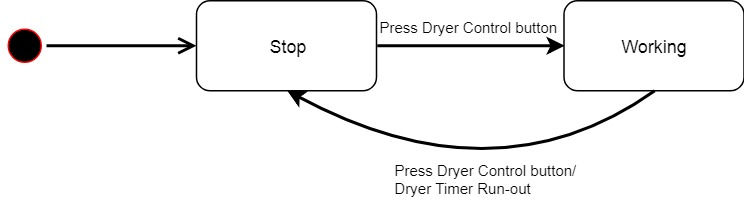 Press Dryer Control button
Stop
Working
Press Dryer Control button/
Dryer Timer Run-out